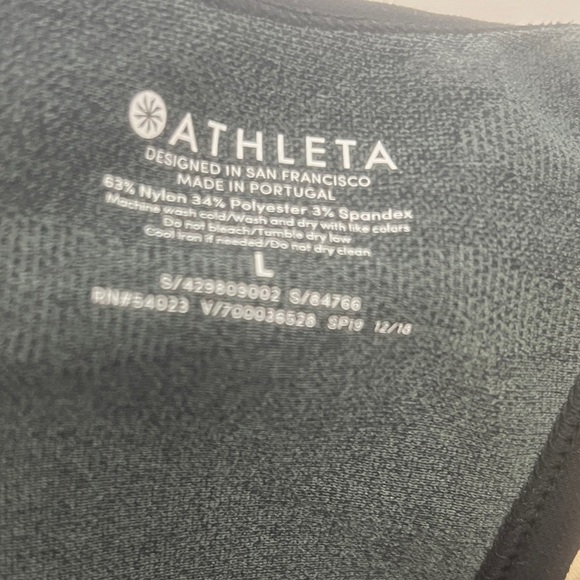 ATHLETA
DESIGNED IN SAN FRANCISCO
MADE IN PORTUGAL
63% Nylon 34% Polyester 3% Spandex
Machine wash cold/Wash and dry with like colors
Do not bleach/Tumble dry low
Cool iron if needed/Do not dry clean
L
S/429803002 S/84766
RN#54023 V/700036528 SP19 12/18